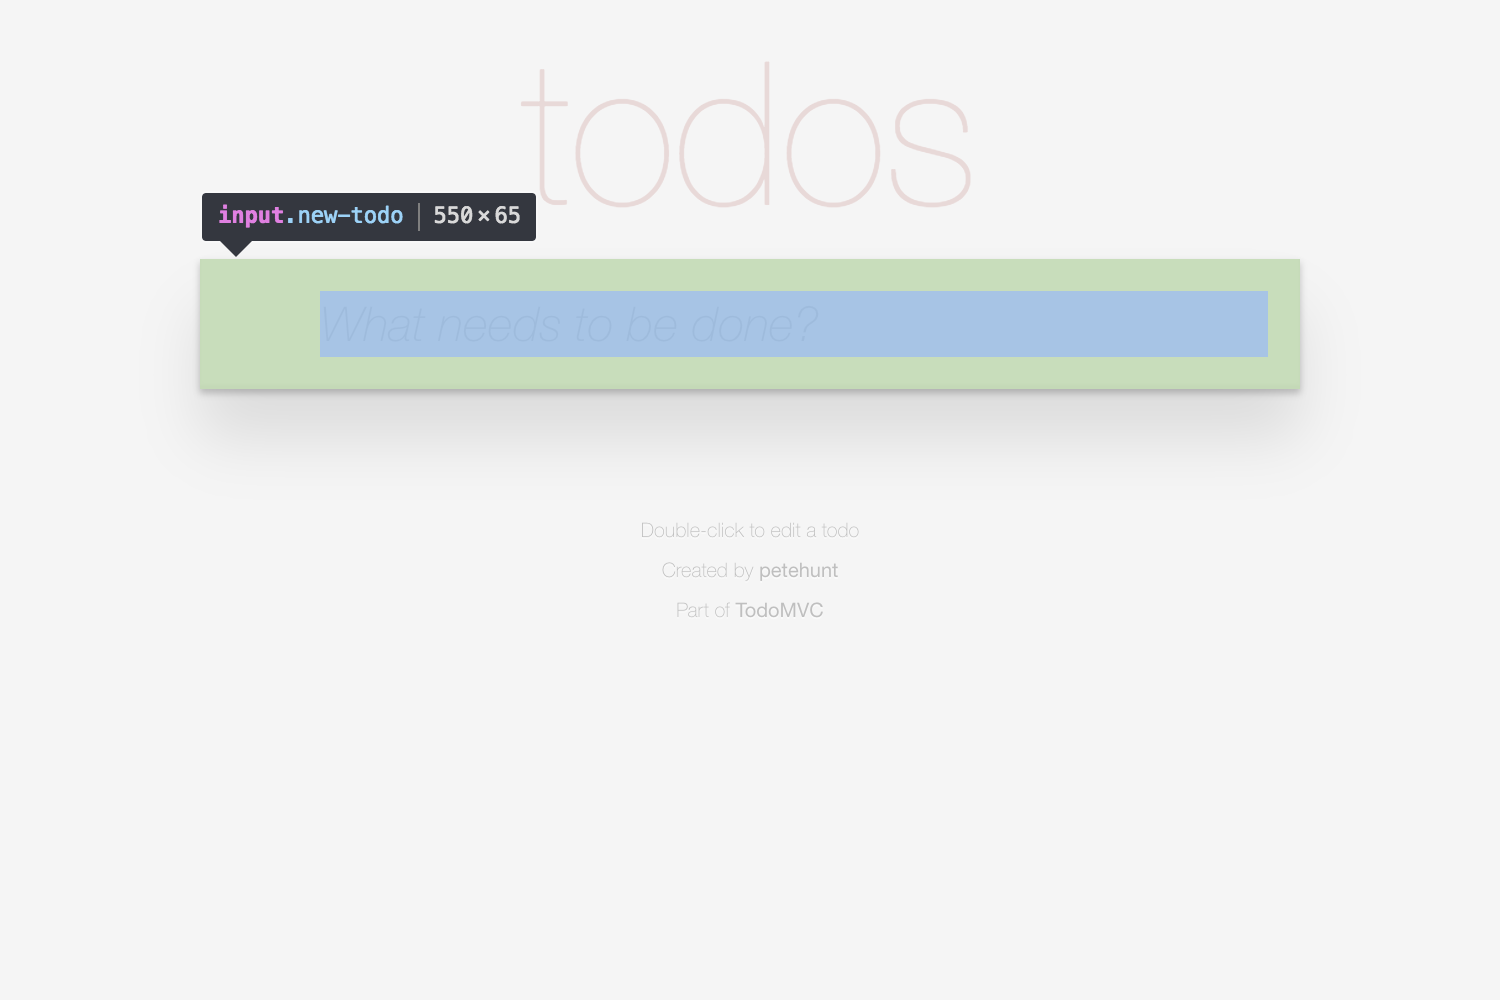 todos
input.new-todo | 550×65
What needs to be done?
Double-click to edit a todo
Created by petehunt
Part of TodoMVC